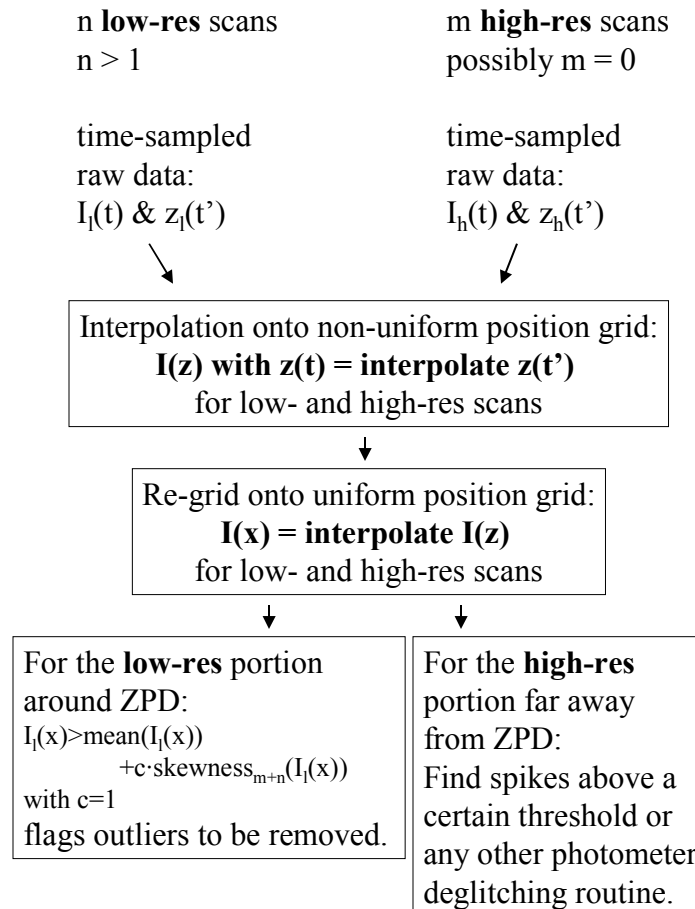 n low-res scans
n > 1
time-sampled
raw data:
I_l(t) & z_l(t’)
m high-res scans
possibly m = 0
time-sampled
raw data:
I_h(t) & z_h(t’)
Interpolation onto non-uniform position grid:
I(z) with z(t) = interpolate z(t’)
for low- and high-res scans
Re-grid onto uniform position grid:
I(x) = interpolate I(z)
for low- and high-res scans
For the low-res portion
around ZPD:
I_l(x)>mean(I_l(x))
+c·skewness_{m+n}(I_l(x))
with c=1
flags outliers to be removed.
For the high-res
portion far away
from ZPD:
Find spikes above a
certain threshold or
any other photometer
deglitching routine.